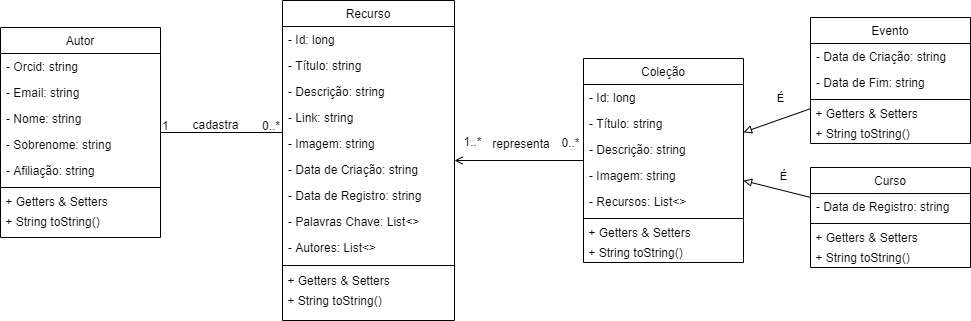 Autor
- Orcid: string
- Email: string
- Nome: string
- Sobrenome: string
- Afiliação: string
+ Getters & Setters
+ String toString()
1
cadastra
0..*
Recurso
- Id: long
- Título: string
- Descrição: string
- Link: string
- Imagem: string
- Data de Criação: string
- Data de Registro: string
- Palavras Chave: List<>
- Autores: List<>
+ Getters & Setters
+ String toString()
1..*
representa
0..*
Coleção
- Id: long
- Título: string
- Descrição: string
- Imagem: string
- Recursos: List<>
+ Getters & Setters
+ String toString()
É
É
Evento
- Data de Criação: string
- Data de Fim: string
+ Getters & Setters
+ String toString()
Curso
- Data de Registro: string
+ Getters & Setters
+ String toString()